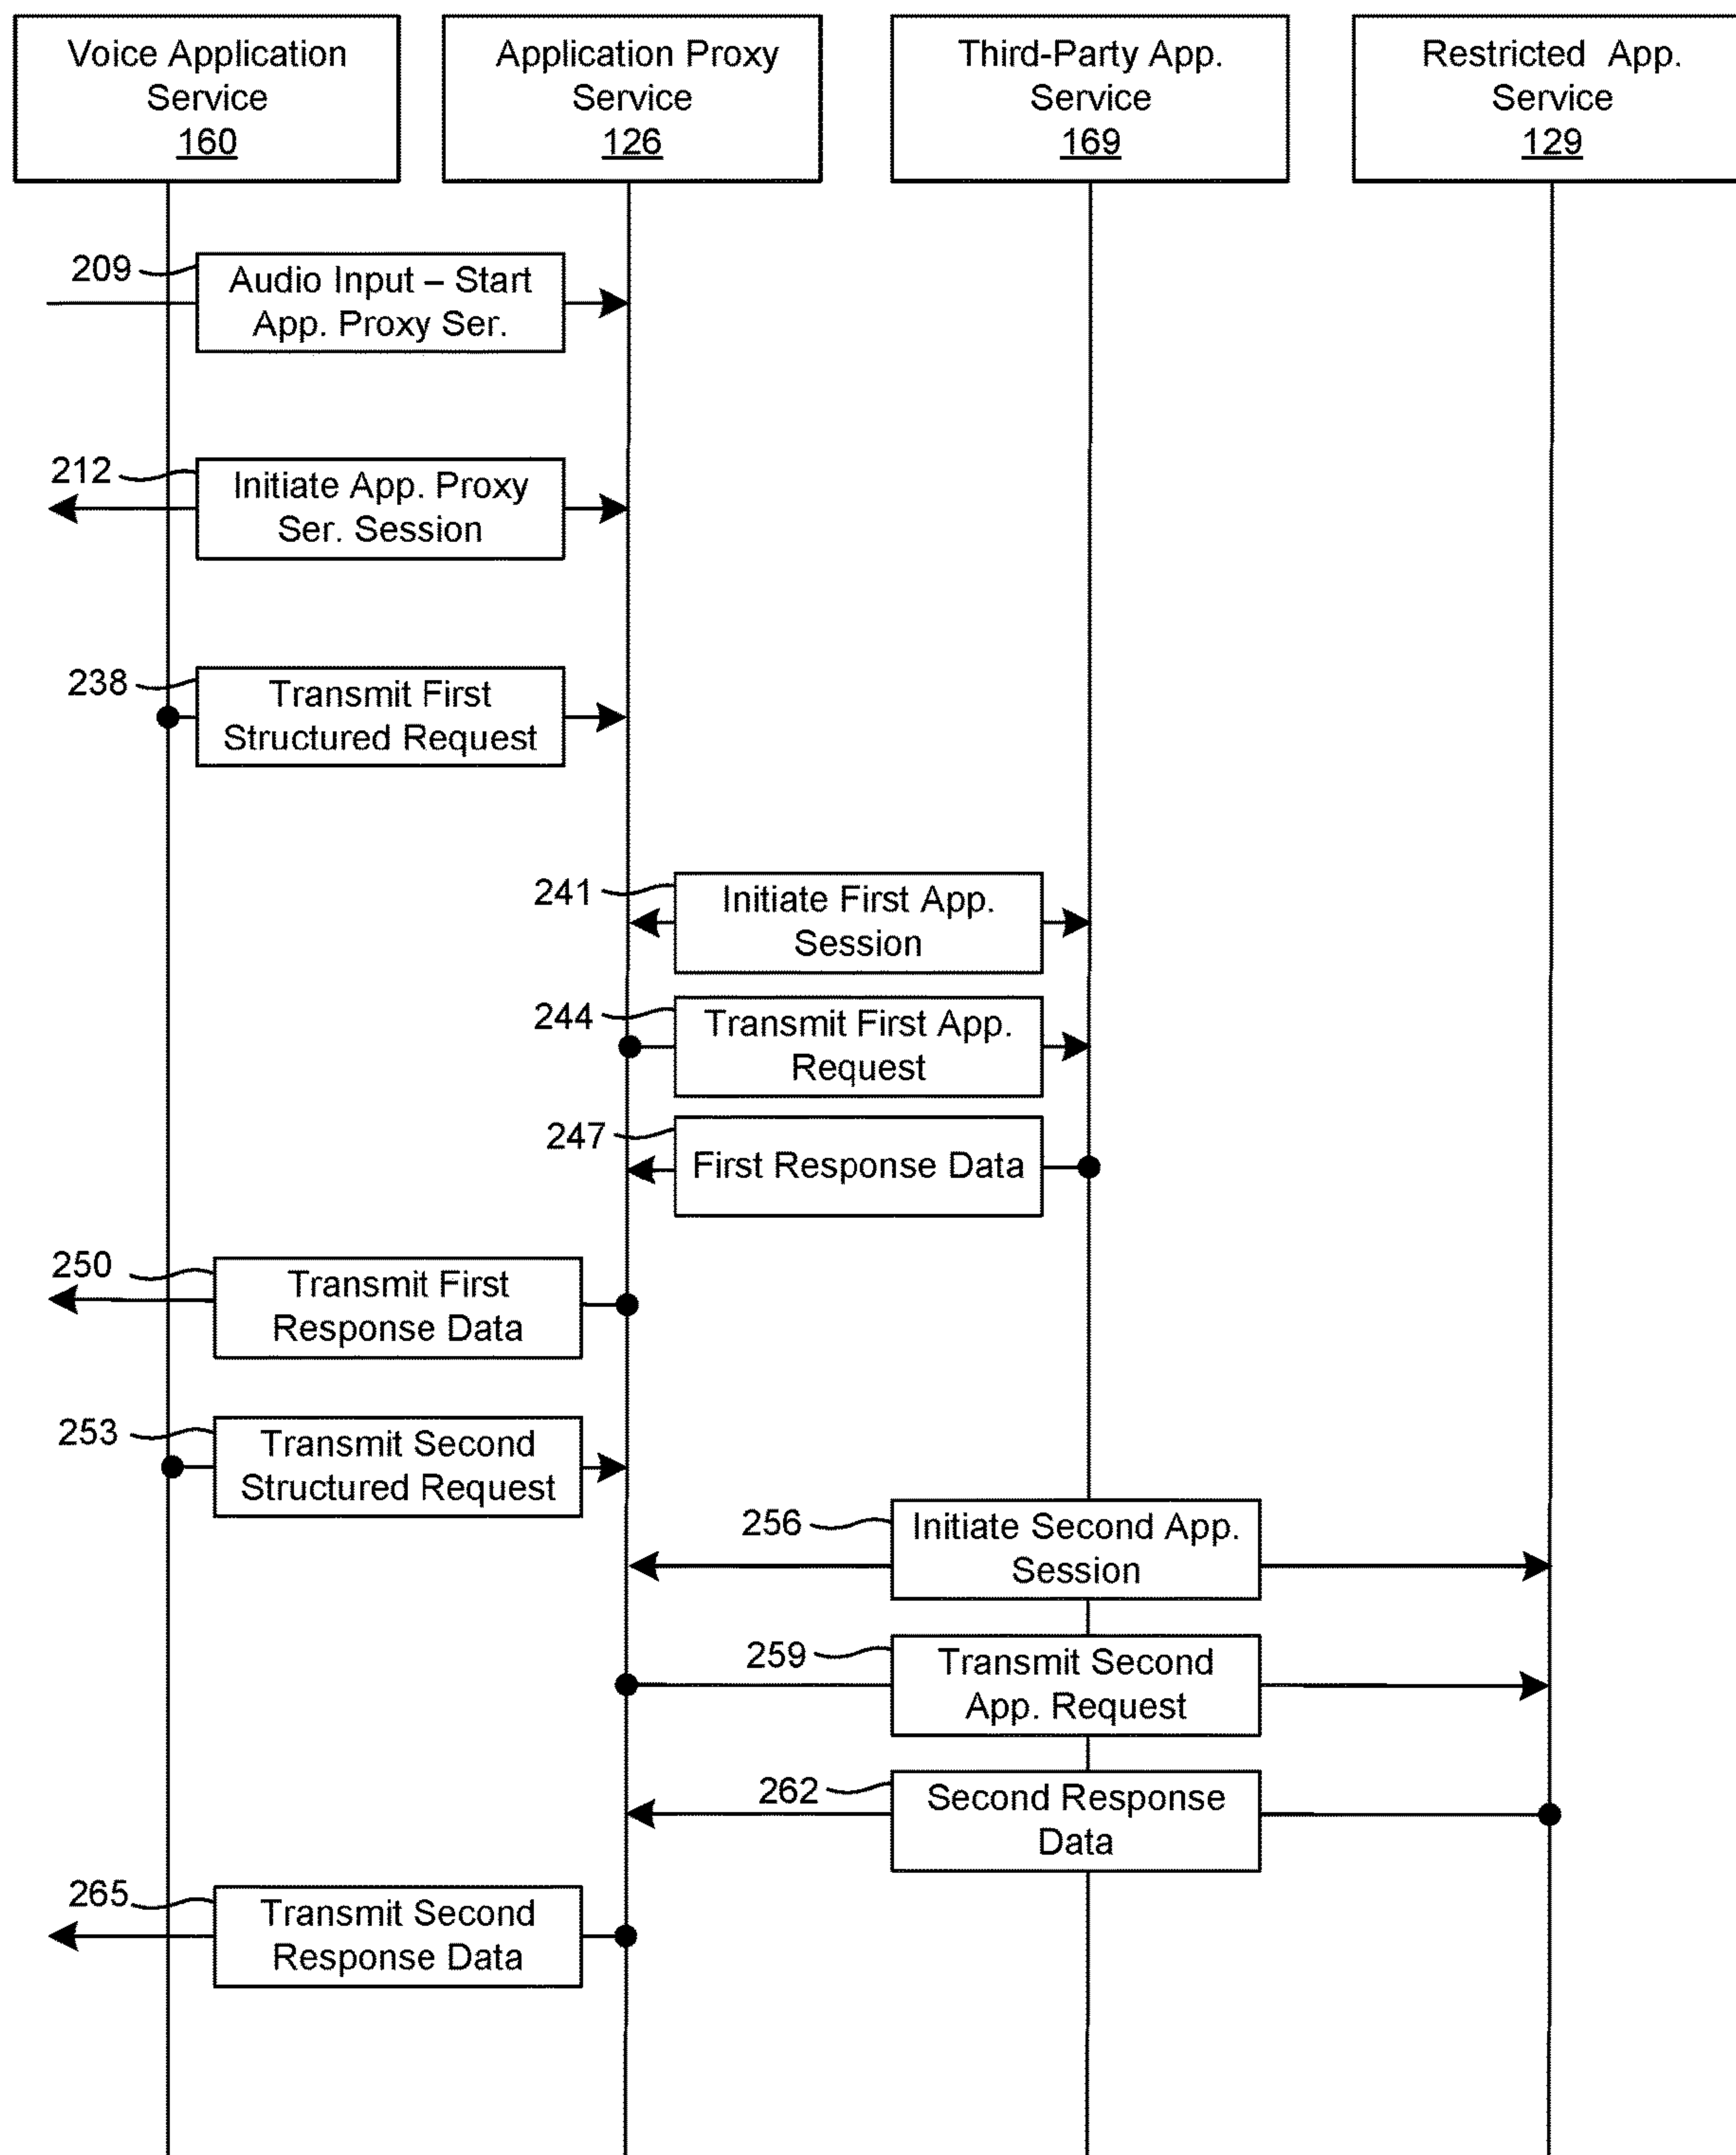 Voice Application
Service
160
Application Proxy
Service
126
Third-Party App.
Service
169
Restricted App.
Service
129
209
Audio Input – Start
App. Proxy Ser.
212
Initiate App. Proxy
Ser. Session
238
Transmit First
Structured Request
241
Initiate First App.
Session
244
Transmit First App.
Request
247
First Response Data
250
Transmit First
Response Data
253
Transmit Second
Structured Request
256
Initiate Second App.
Session
259
Transmit Second
App. Request
262
Second Response
Data
265
Transmit Second
Response Data